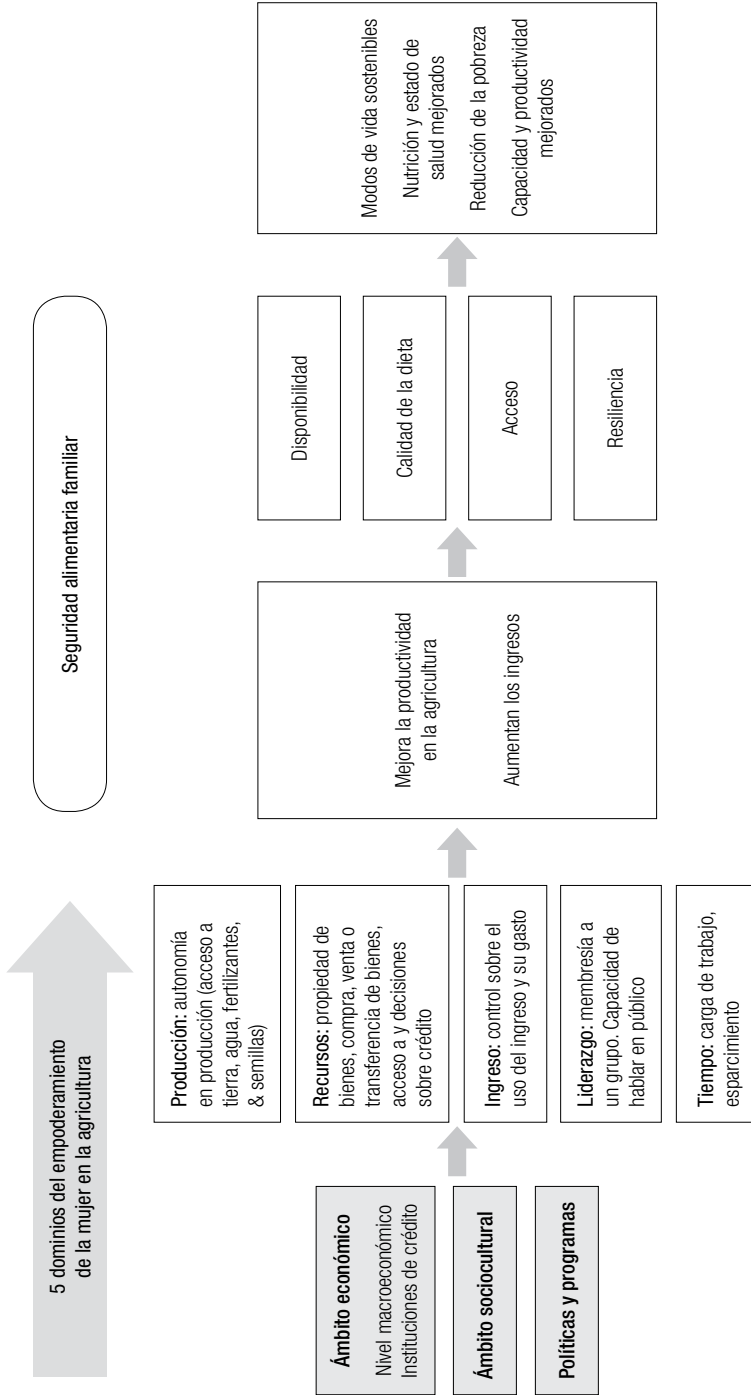 5 dominios del empoderamiento
de la mujer en la agricultura
Seguridad alimentaria familiar
Ámbito económico
Nivel macroeconómico
Instituciones de crédito
Ámbito sociocultural
Políticas y programas
Producción: autonomía
en producción (acceso a
tierra, agua, fertilizantes,
& semillas)
Recursos: propiedad de
bienes, compra, venta o
transferencia de bienes,
acceso a y decisiones
sobre crédito
Ingreso: control sobre el
uso del ingreso y su gasto
Liderazgo: membresía a
un grupo. Capacidad de
hablar en público
Tiempo: carga de trabajo,
esparcimiento
Mejora la productividad
en la agricultura
Aumentan los ingresos
Disponibilidad
Calidad de la dieta
Acceso
Resiliencia
Modos de vida sostenibles
Nutrición y estado de
salud mejorados
Reducción de la pobreza
Capacidad y productividad
mejorados